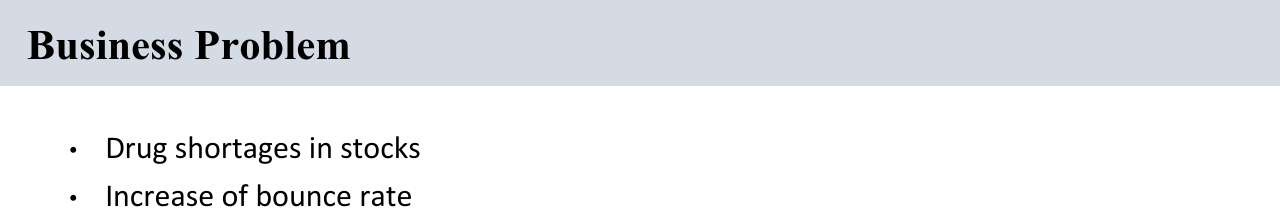 Business Problem
• Drug shortages in stocks
• Increase of bounce rate